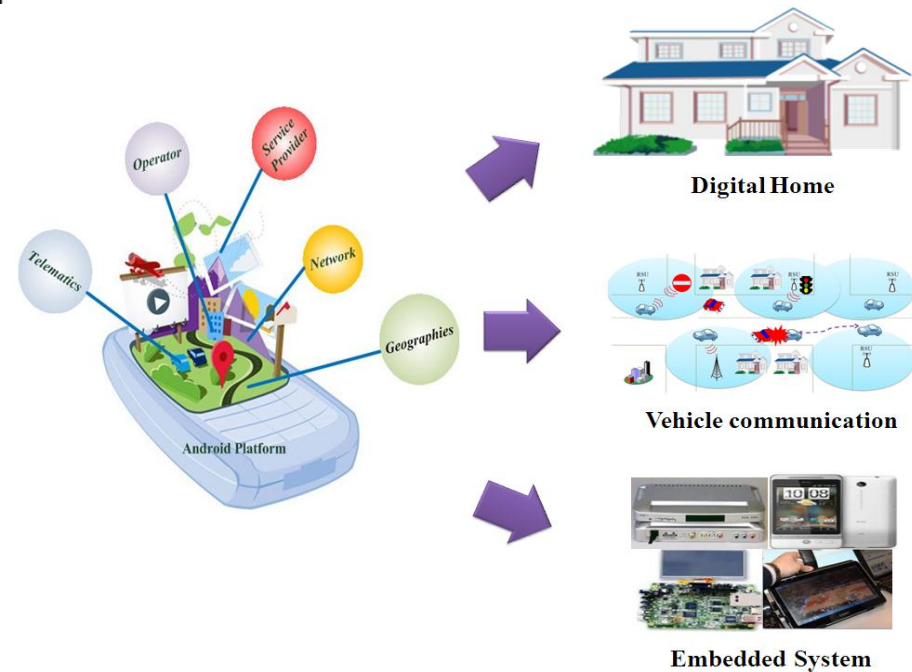 Service
Provider
Operator
Telematics
Network
Geographies
Android Platform
Digital Home
RSU
RSU
RSU
RSU
Vehicle communication
10 08
Embedded System